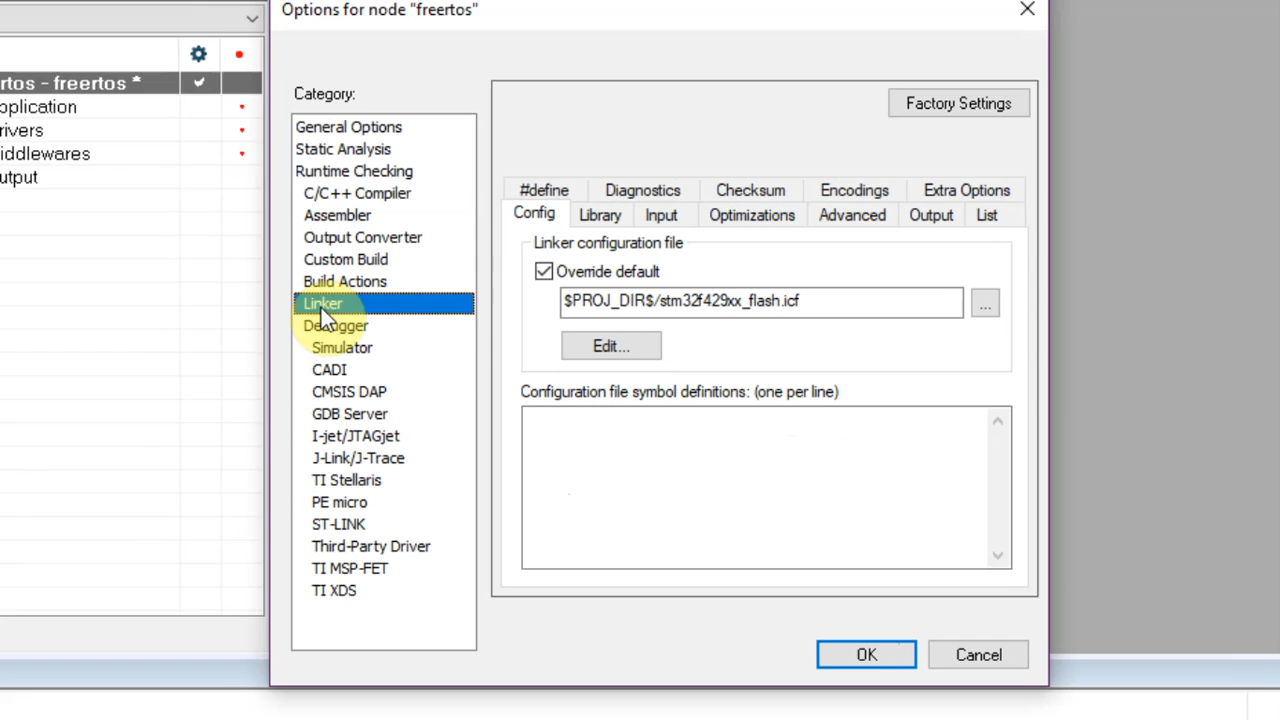 Options for node "freertos"
rtos - freertos *
pplication
rivers
iddlewares
utput
Category:
General Options
Static Analysis
Runtime Checking
C/C++ Compiler
Assembler
Output Converter
Custom Build
Build Actions
Linker
Debugger
Simulator
CADI
CMSIS DAP
GDB Server
I-jet/JTAGjet
J-Link/J-Trace
TI Stellaris
PE micro
ST-LINK
Third-Party Driver
TI MSP-FET
TI XDS
Factory Settings
#define Diagnostics Checksum Encodings Extra Options
Config Library Input Optimizations Advanced Output List
Linker configuration file
Override default
$PROJ_DIR$/stm32f429xx_flash.icf
...
Edit...
Configuration file symbol definitions: (one per line)
OK Cancel